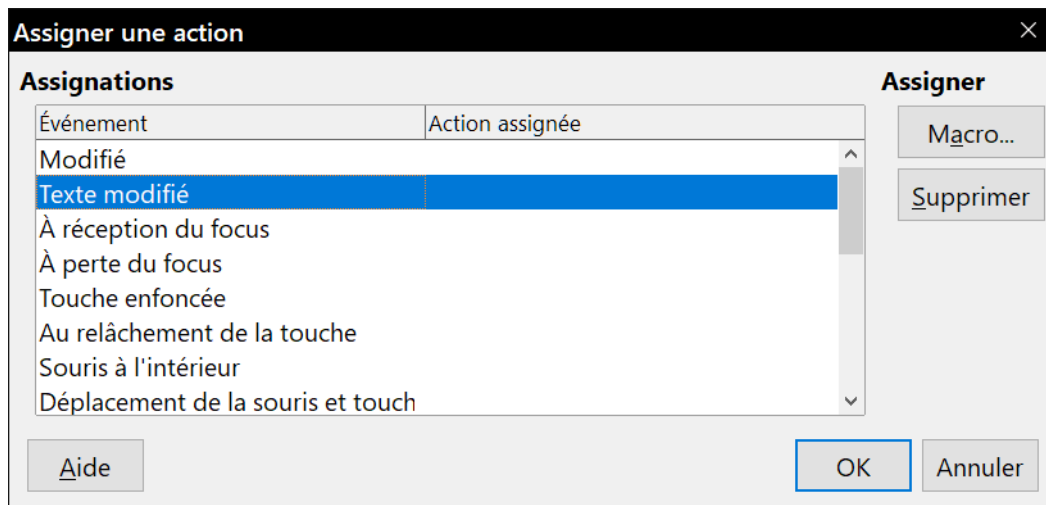 Assigner une action
Assignations
Assigner
Événement Action assignée
Macro...
Modifié
Texte modifié
Supprimer
À réception du focus
À perte du focus
Touche enfoncée
Au relâchement de la touche
Souris à l'intérieur
Déplacement de la souris et touch
Aide OK Annuler